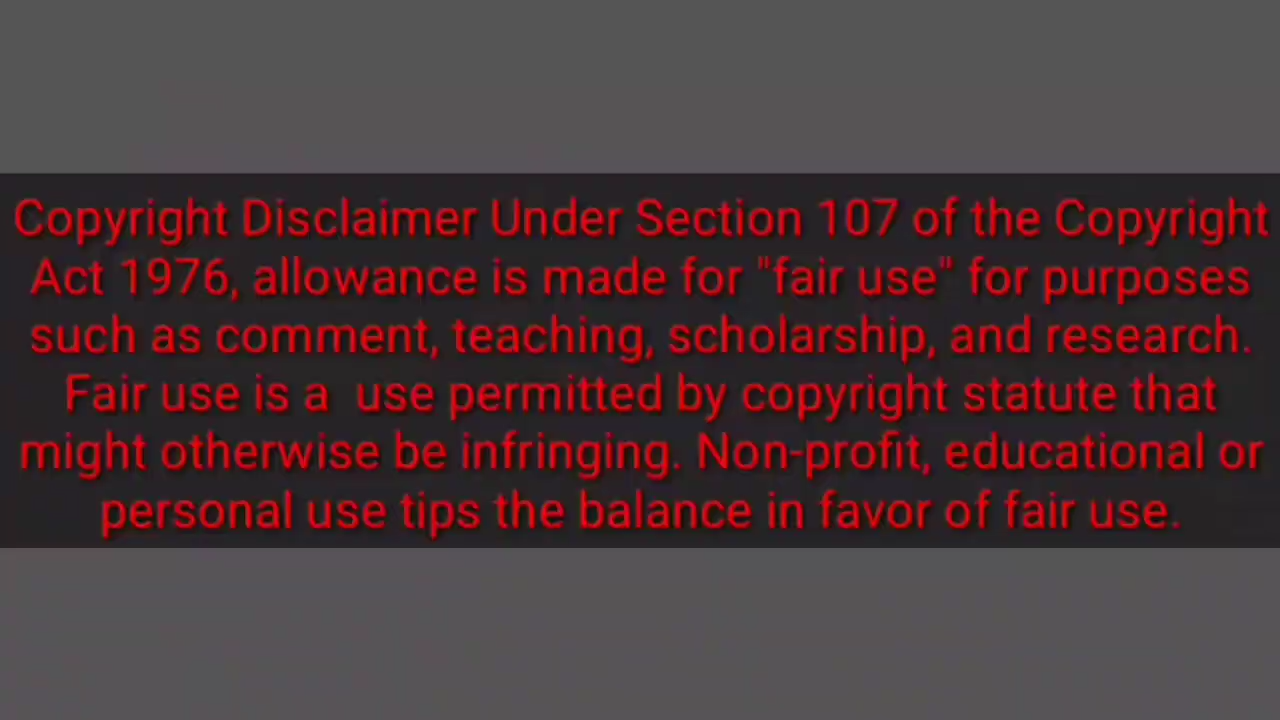 Copyright Disclaimer Under Section 107 of the Copyright
Act 1976, allowance is made for "fair use" for purposes
such as comment, teaching, scholarship, and research.
Fair use is a  use permitted by copyright statute that
might otherwise be infringing. Non-profit, educational or
personal use tips the balance in favor of fair use.